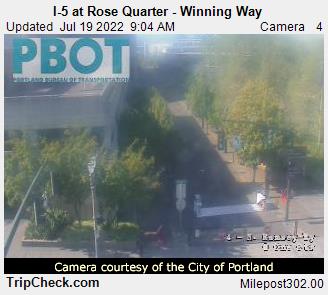 I-5 at Rose Quarter - Winning Way
Updated Jul 19 2022 9:04 AM Camera 4
PBOT
PORTLAND BUREAU OF TRANSPORTATION
Camera courtesy of the City of Portland
TripCheck.com Milepost302.00